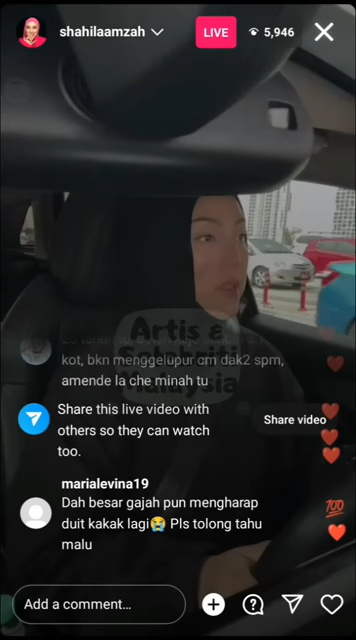 shahilaamzah
LIVE
5,946
Artis &
Malaysia
kot, bkn menggelupur cm dak2 spm,
amende la che minah tu
Share this live video with
others so they can watch
too.
Share video
marialevina19
Dah besar gajah pun mengharap
duit kakak lagi😭 Pls tolong tahu
malu
💯
Add a comment...